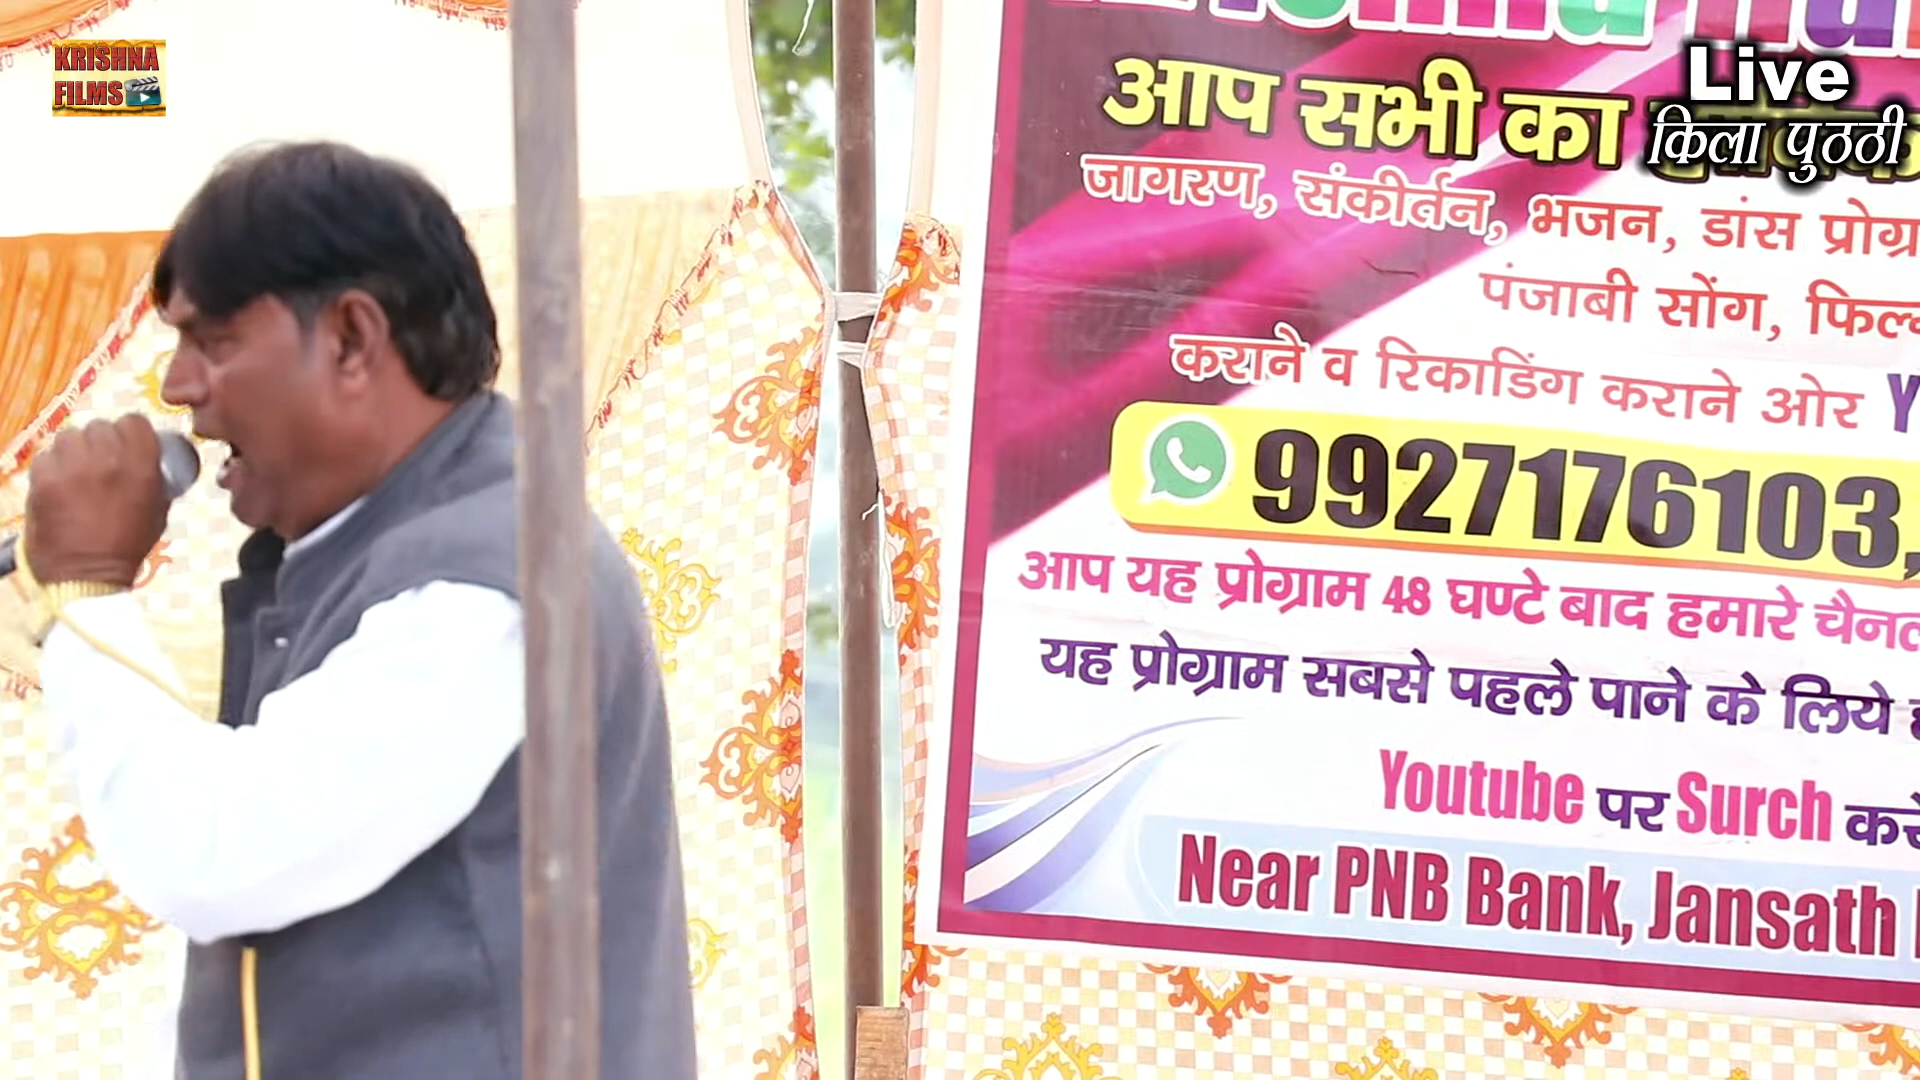 KRISHNA
FILMS
Live
किला पुठठी
आप सभी का
जागरण, संकीर्तन, भजन, डांस
पंजाबी सोंग,
कराने व रिकाडिंग कराने ओर
9927176103,
आप यह प्रोग्राम 48 घण्टे बाद हमारे
यह प्रोग्राम सबसे पहले पाने के लिये
Youtube पर Surch
Near PNB Bank, Jansath